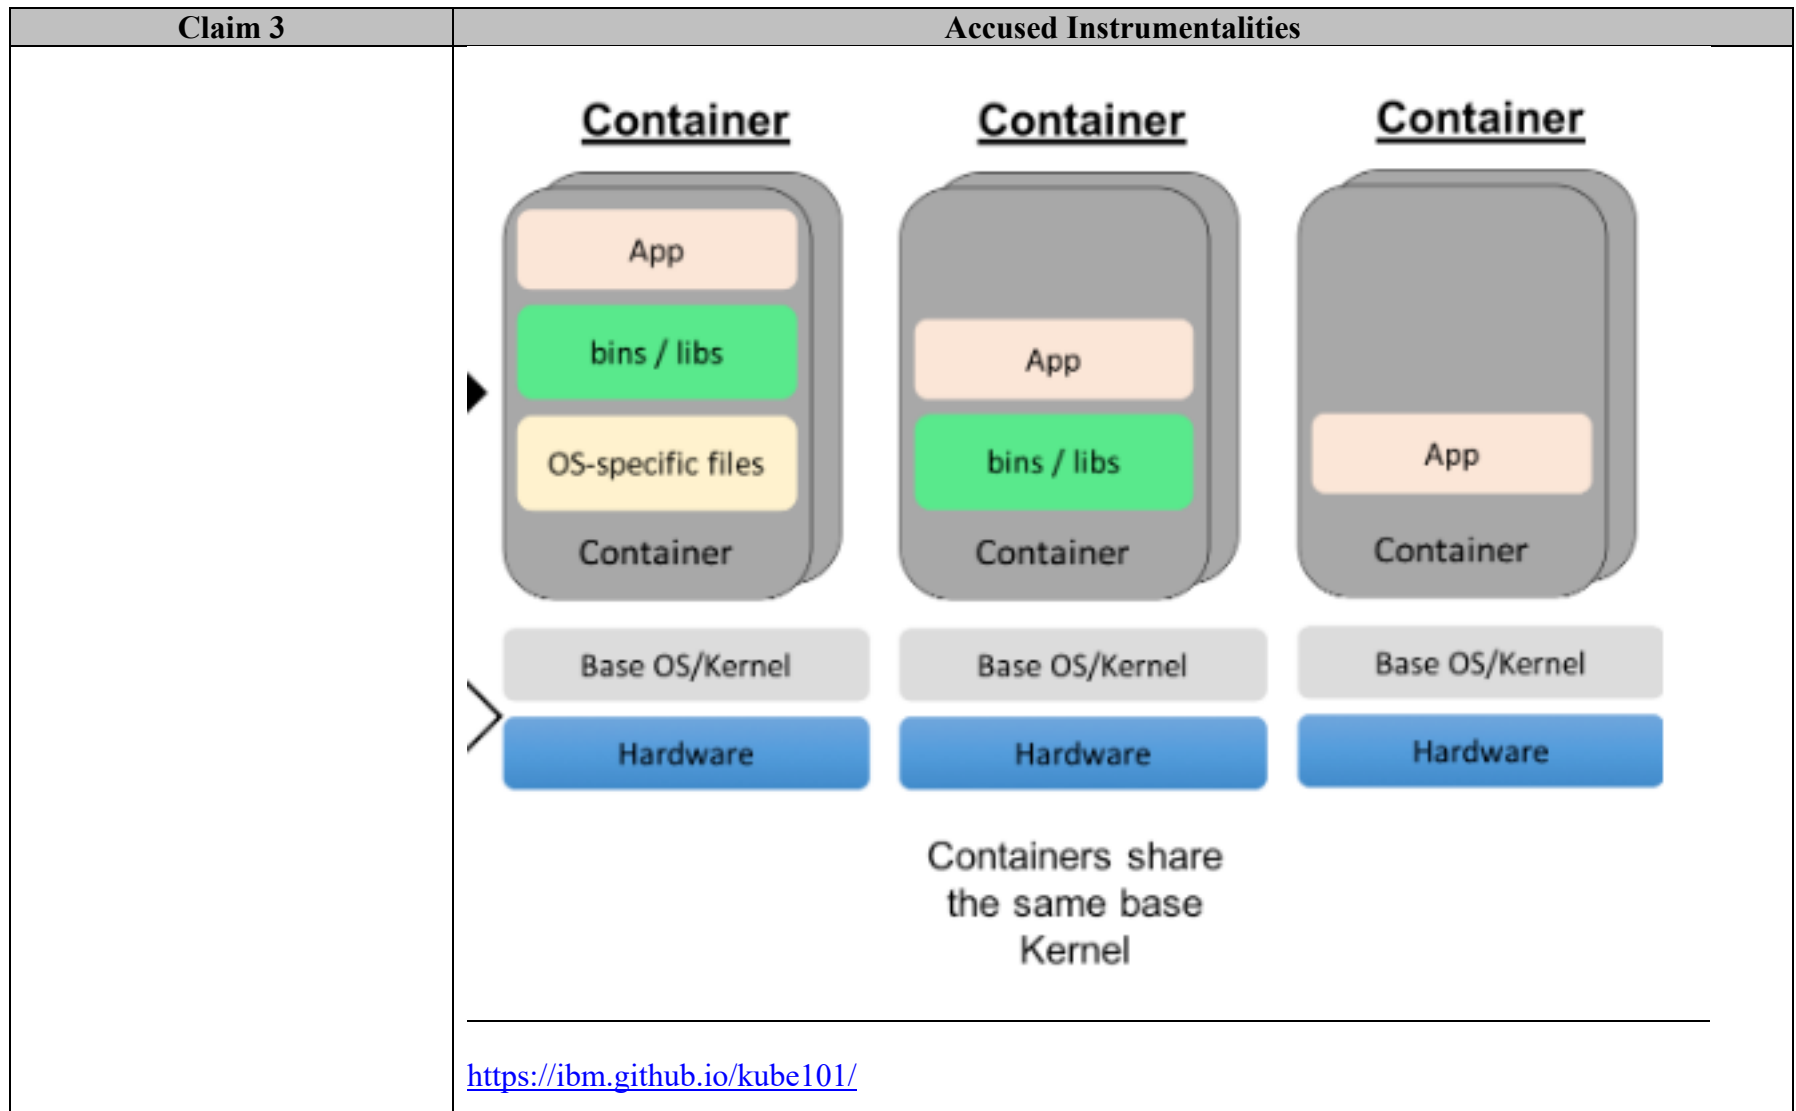 Claim 3
Accused Instrumentalities
Container
App
bins / libs
OS-specific files
Container
Base OS/Kernel
Hardware
Container
App
bins / libs
Container
Base OS/Kernel
Hardware
Container
App
Container
Base OS/Kernel
Hardware
Containers share
the same base
Kernel
https://ibm.github.io/kube101/